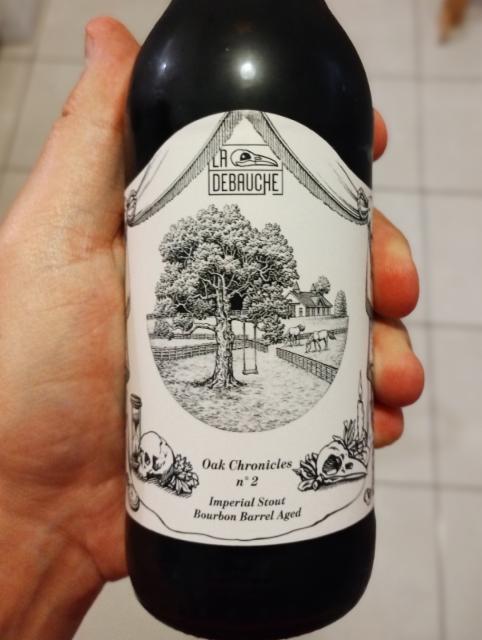 LA
DEBAUCHE
Oak Chronicles
n° 2
Imperial Stout
Bourbon Barrel Aged